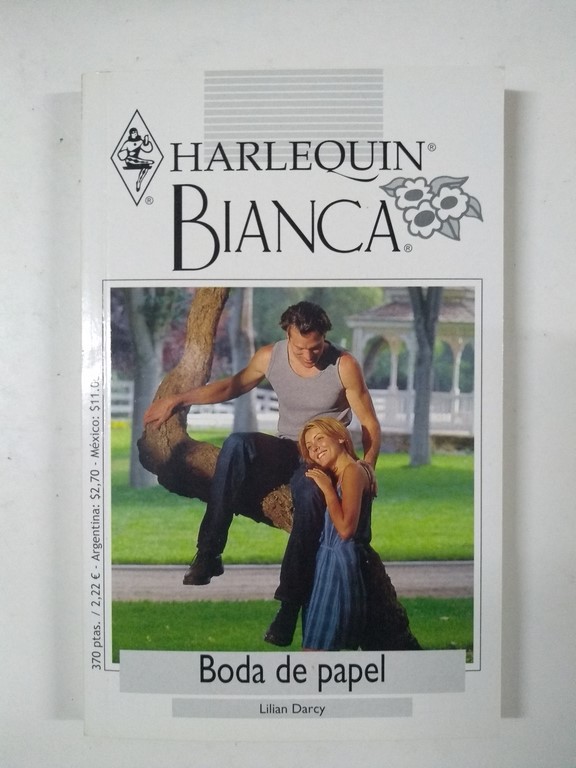 HARLEQUIN®
BIANCA®
®
370 ptas. / 2,22 € - Argentina: $2,70 - México: $11.0
Boda de papel
Lilian Darcy